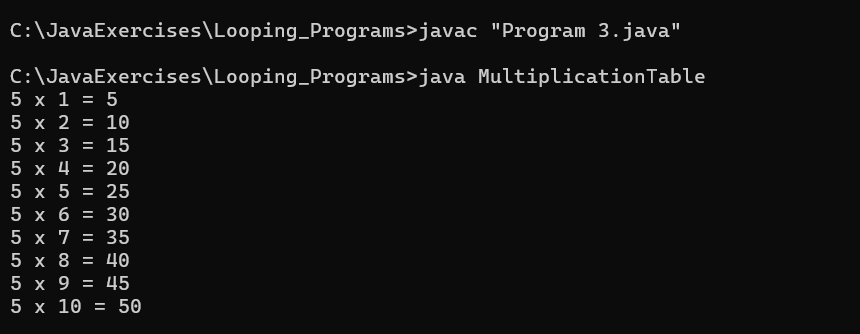 C:\JavaExercises\Looping_Programs>javac "Program 3.java"
C:\JavaExercises\Looping_Programs>java MultiplicationTable
5 x 1 = 5
5 x 2 = 10
5 x 3 = 15
5 x 4 = 20
5 x 5 = 25
5 x 6 = 30
5 x 7 = 35
5 x 8 = 40
5 x 9 = 45
5 x 10 = 50